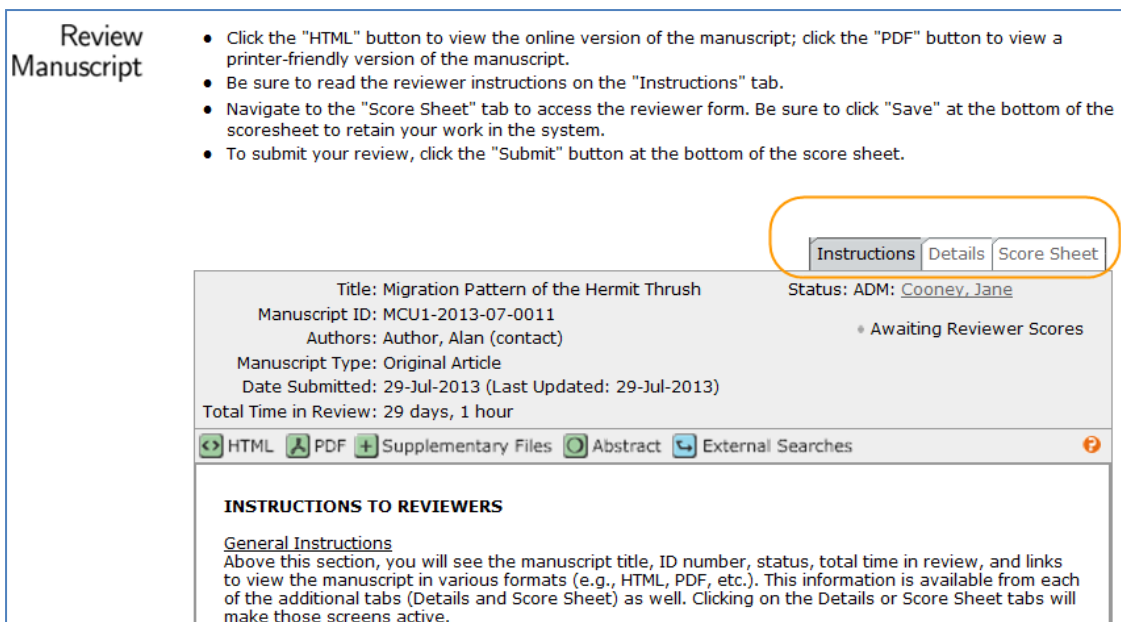 Review
Manuscript
● Click the "HTML" button to view the online version of the manuscript; click the "PDF" button to view a
printer-friendly version of the manuscript.
● Be sure to read the reviewer instructions on the "Instructions" tab.
● Navigate to the "Score Sheet" tab to access the reviewer form. Be sure to click "Save" at the bottom of the
scoresheet to retain your work in the system.
● To submit your review, click the "Submit" button at the bottom of the score sheet.
Instructions Details Score Sheet
Title: Migration Pattern of the Hermit Thrush Status: ADM: Cooney, Jane
Manuscript ID: MCU1-2013-07-0011
Authors: Author, Alan (contact) Awaiting Reviewer Scores
Manuscript Type: Original Article
Date Submitted: 29-Jul-2013 (Last Updated: 29-Jul-2013)
Total Time in Review: 29 days, 1 hour
HTML PDF Supplementary Files Abstract External Searches ?
INSTRUCTIONS TO REVIEWERS
General Instructions
Above this section, you will see the manuscript title, ID number, status, total time in review, and links
to view the manuscript in various formats (e.g., HTML, PDF, etc.). This information is available from each
of the additional tabs (Details and Score Sheet) as well. Clicking on the Details or Score Sheet tabs will
make those screens active.